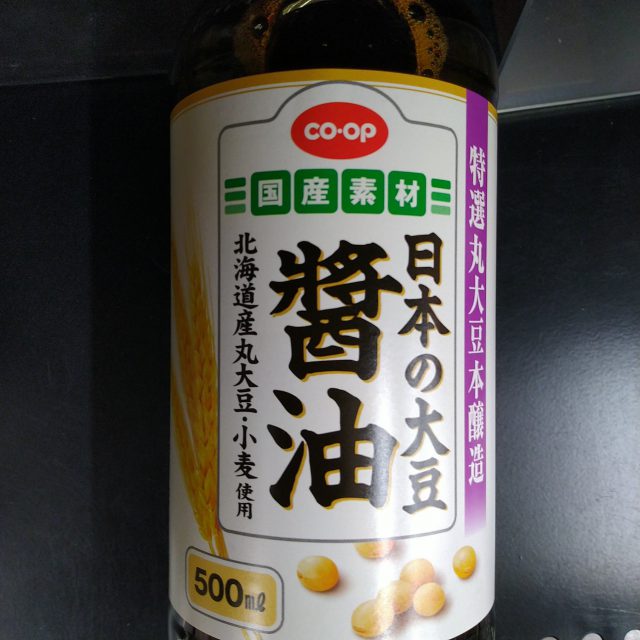 CO-OP
国産素材
特選丸大豆本醸造
日本の大豆
醤油
北海道産丸大豆・小麦使用
500ml